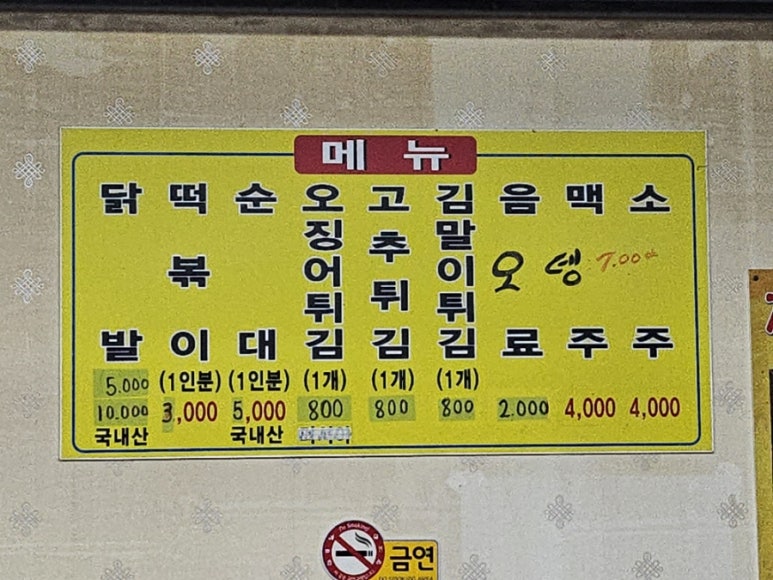 메 뉴
닭발 5.000 10.000 국내산
떡볶이 (1인분) 3,000
순대 (1인분) 5,000 국내산
오징어튀김 (1개) 800
고추튀김 (1개) 800
김말이튀김 (1개) 800
음료 2.000
맥주 4,000
소주 4,000
오뎅 7.00
No Smoking!
금연